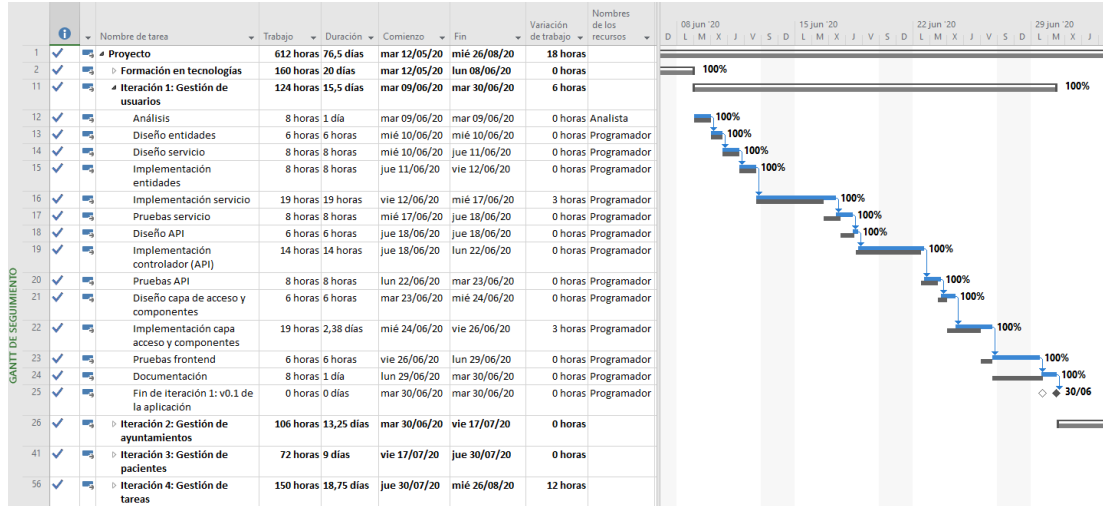 Nombre de tarea Trabajo Duración Comienzo Fin Variación de trabajo Nombres de los recursos
08 jun '20 15 jun '20 22 jun '20 29 jun '20
D L M X J V S D L M X J V S D L M X J V S D L M X J
1 Proyecto 612 horas 76,5 días mar 12/05/20 mié 26/08/20 18 horas
2 Formación en tecnologías 160 horas 20 días mar 12/05/20 lun 08/06/20 0 horas 100%
11 Iteración 1: Gestión de usuarios 124 horas 15,5 días mar 09/06/20 mar 30/06/20 6 horas 100%
12 Análisis 8 horas 1 día mar 09/06/20 mar 09/06/20 0 horas Analista 100%
13 Diseño entidades 6 horas 6 horas mié 10/06/20 mié 10/06/20 0 horas Programador 100%
14 Diseño servicio 8 horas 8 horas mié 10/06/20 jue 11/06/20 0 horas Programador 100%
15 Implementación entidades 8 horas 8 horas jue 11/06/20 vie 12/06/20 0 horas Programador 100%
16 Implementación servicio 19 horas 19 horas vie 12/06/20 mié 17/06/20 3 horas Programador 100%
17 Pruebas servicio 8 horas 8 horas mié 17/06/20 jue 18/06/20 0 horas Programador 100%
18 Diseño API 6 horas 6 horas jue 18/06/20 jue 18/06/20 0 horas Programador 100%
19 Implementación controlador (API) 14 horas 14 horas jue 18/06/20 lun 22/06/20 0 horas Programador 100%
20 Pruebas API 8 horas 8 horas lun 22/06/20 mar 23/06/20 0 horas Programador 100%
21 Diseño capa de acceso y componentes 6 horas 6 horas mar 23/06/20 mié 24/06/20 0 horas Programador 100%
22 Implementación capa acceso y componentes 19 horas 2,38 días mié 24/06/20 vie 26/06/20 3 horas Programador 100%
23 Pruebas frontend 6 horas 6 horas vie 26/06/20 lun 29/06/20 0 horas Programador 100%
24 Documentación 8 horas 1 día lun 29/06/20 mar 30/06/20 0 horas Programador 100%
25 Fin de iteración 1: v0.1 de la aplicación 0 horas 0 días mar 30/06/20 mar 30/06/20 0 horas Programador 30/06
26 Iteración 2: Gestión de ayuntamientos 106 horas 13,25 días mar 30/06/20 vie 17/07/20 0 horas
41 Iteración 3: Gestión de pacientes 72 horas 9 días vie 17/07/20 jue 30/07/20 0 horas
56 Iteración 4: Gestión de tareas 150 horas 18,75 días jue 30/07/20 mié 26/08/20 12 horas
GANTT DE SEGUIMIENTO